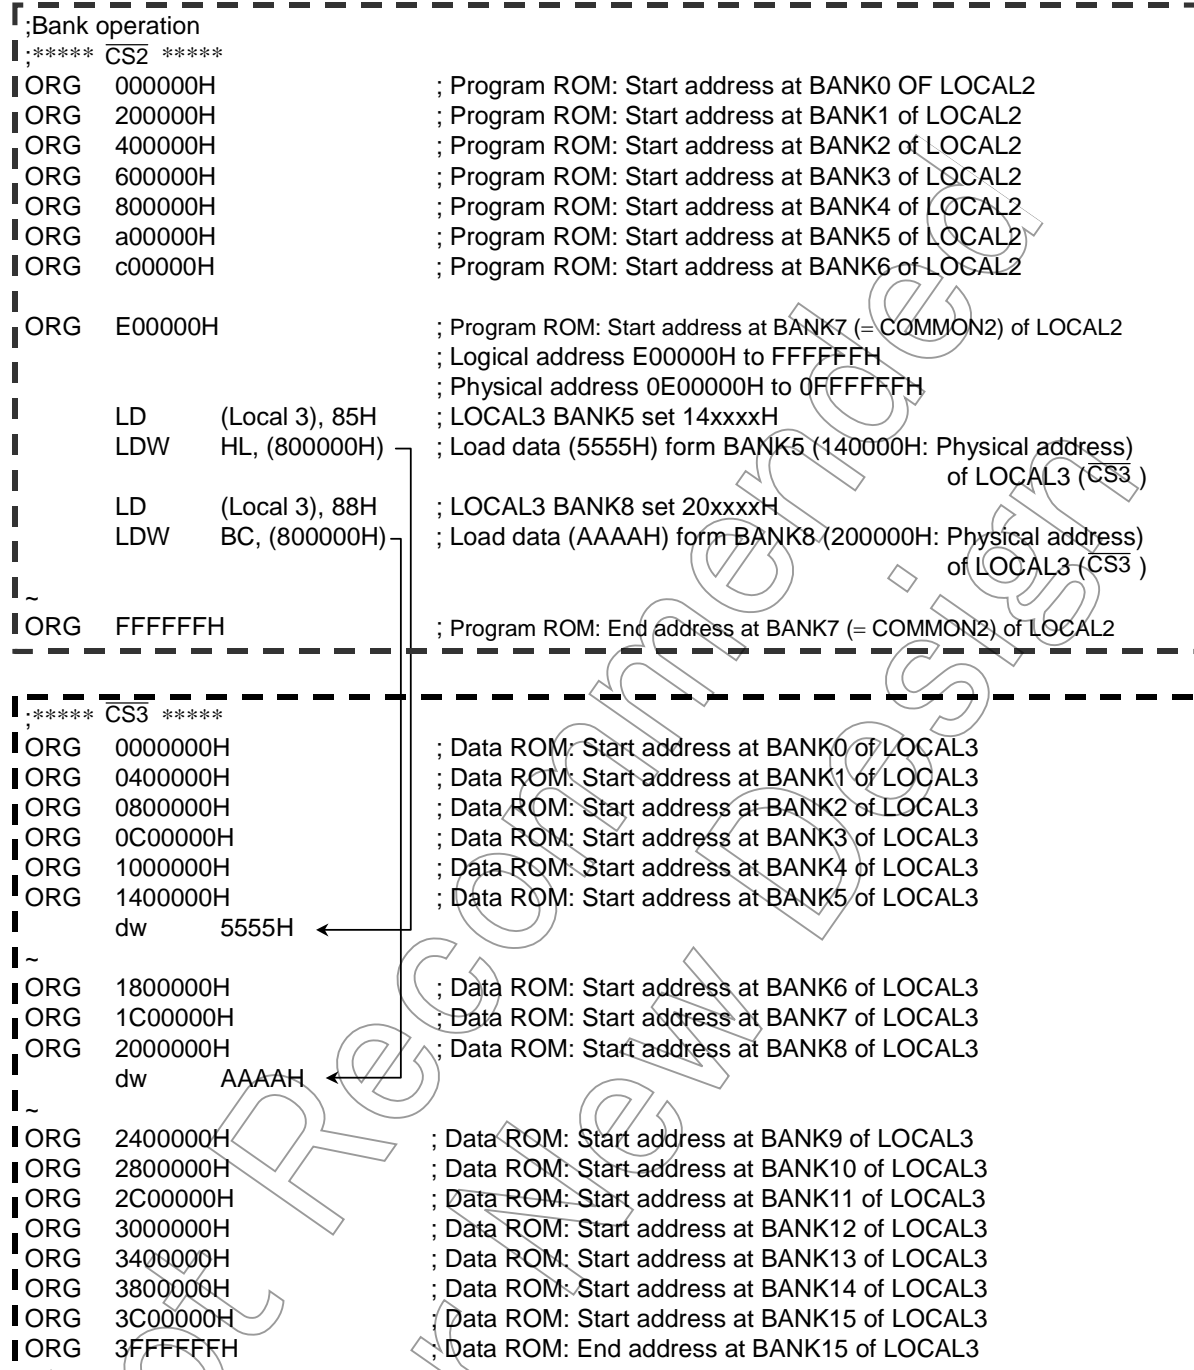 ;Bank operation
;***** CS2 *****
ORG 000000H ; Program ROM: Start address at BANK0 OF LOCAL2
ORG 200000H ; Program ROM: Start address at BANK1 of LOCAL2
ORG 400000H ; Program ROM: Start address at BANK2 of LOCAL2
ORG 600000H ; Program ROM: Start address at BANK3 of LOCAL2
ORG 800000H ; Program ROM: Start address at BANK4 of LOCAL2
ORG a00000H ; Program ROM: Start address at BANK5 of LOCAL2
ORG c00000H ; Program ROM: Start address at BANK6 of LOCAL2
ORG E00000H ; Program ROM: Start address at BANK7 (= COMMON2) of LOCAL2
; Logical address E00000H to FFFFFFH
; Physical address 0E00000H to 0FFFFFFH
LD (Local 3), 85H ; LOCAL3 BANK5 set 14xxxxH
LDW HL, (800000H) ; Load data (5555H) form BANK5 (140000H: Physical address)
of LOCAL3 (CS3 )
LD (Local 3), 88H ; LOCAL3 BANK8 set 20xxxxH
LDW BC, (800000H) ; Load data (AAAAH) form BANK8 (200000H: Physical address)
of LOCAL3 (CS3 )
~
ORG FFFFFFH ; Program ROM: End address at BANK7 (= COMMON2) of LOCAL2
;***** CS3 *****
ORG 0000000H ; Data ROM: Start address at BANK0 of LOCAL3
ORG 0400000H ; Data ROM: Start address at BANK1 of LOCAL3
ORG 0800000H ; Data ROM: Start address at BANK2 of LOCAL3
ORG 0C00000H ; Data ROM: Start address at BANK3 of LOCAL3
ORG 1000000H ; Data ROM: Start address at BANK4 of LOCAL3
ORG 1400000H ; Data ROM: Start address at BANK5 of LOCAL3
dw 5555H
~
ORG 1800000H ; Data ROM: Start address at BANK6 of LOCAL3
ORG 1C00000H ; Data ROM: Start address at BANK7 of LOCAL3
ORG 2000000H ; Data ROM: Start address at BANK8 of LOCAL3
dw AAAAH
~
ORG 2400000H ; Data ROM: Start address at BANK9 of LOCAL3
ORG 2800000H ; Data ROM: Start address at BANK10 of LOCAL3
ORG 2C00000H ; Data ROM: Start address at BANK11 of LOCAL3
ORG 3000000H ; Data ROM: Start address at BANK12 of LOCAL3
ORG 3400000H ; Data ROM: Start address at BANK13 of LOCAL3
ORG 3800000H ; Data ROM: Start address at BANK14 of LOCAL3
ORG 3C00000H ; Data ROM: Start address at BANK15 of LOCAL3
ORG 3FFFFFFH ; Data ROM: End address at BANK15 of LOCAL3
Recommended
New Design